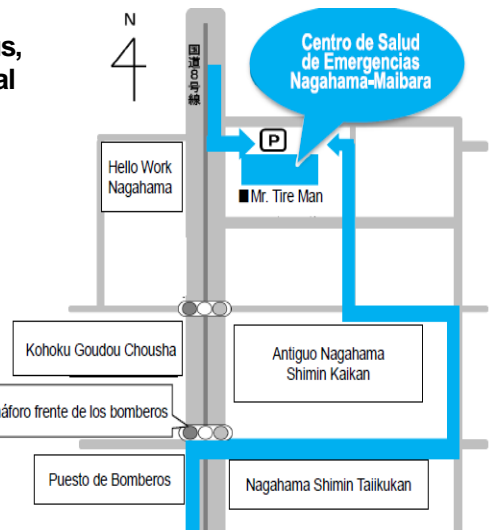 N
s,
al
国道8号線
Centro de Salud
de Emergencias
Nagahama-Maibara
P
Hello Work
Nagahama
■Mr. Tire Man
Kohoku Goudou Chousha
Antiguo Nagahama
Shimin Kaikan
áforo frente de los bomberos
Puesto de Bomberos
Nagahama Shimin Taiikukan